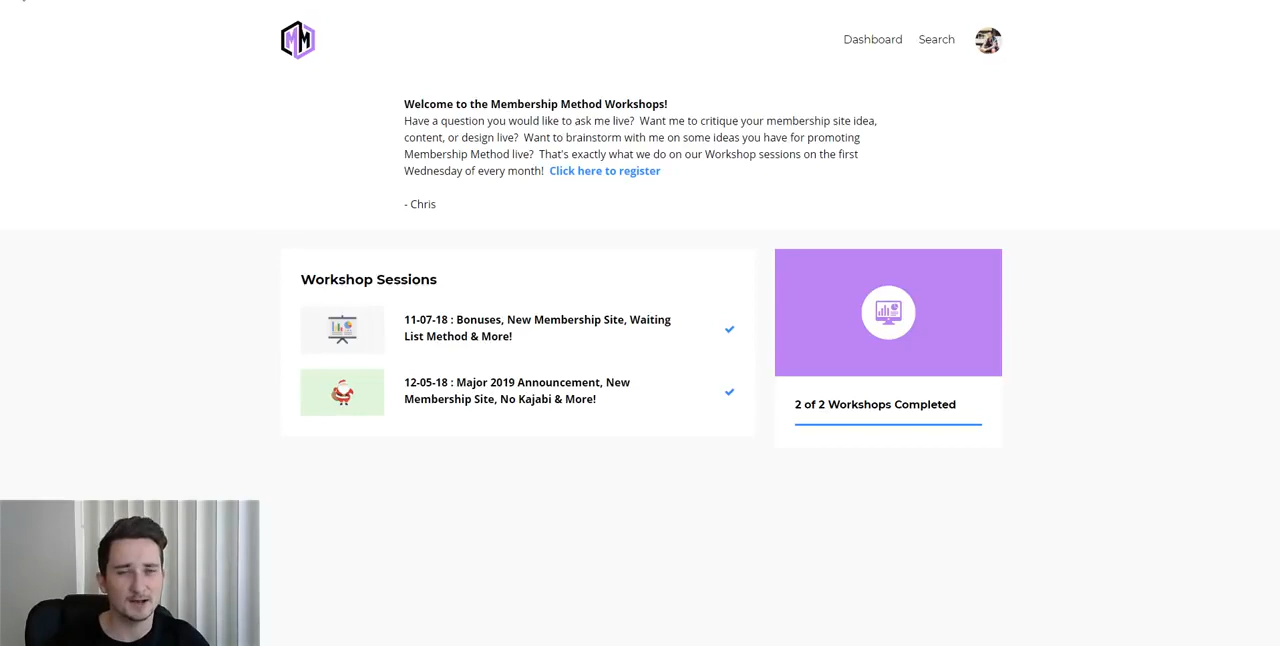 MM
Dashboard
Search
Welcome to the Membership Method Workshops!
Have a question you would like to ask me live?  Want me to critique your membership site idea,
content, or design live?  Want to brainstorm with me on some ideas you have for promoting
Membership Method live?  That's exactly what we do on our Workshop sessions on the first
Wednesday of every month!  Click here to register
- Chris
Workshop Sessions
11-07-18 : Bonuses, New Membership Site, Waiting
List Method & More!
12-05-18 : Major 2019 Announcement, New
Membership Site, No Kajabi & More!
2 of 2 Workshops Completed